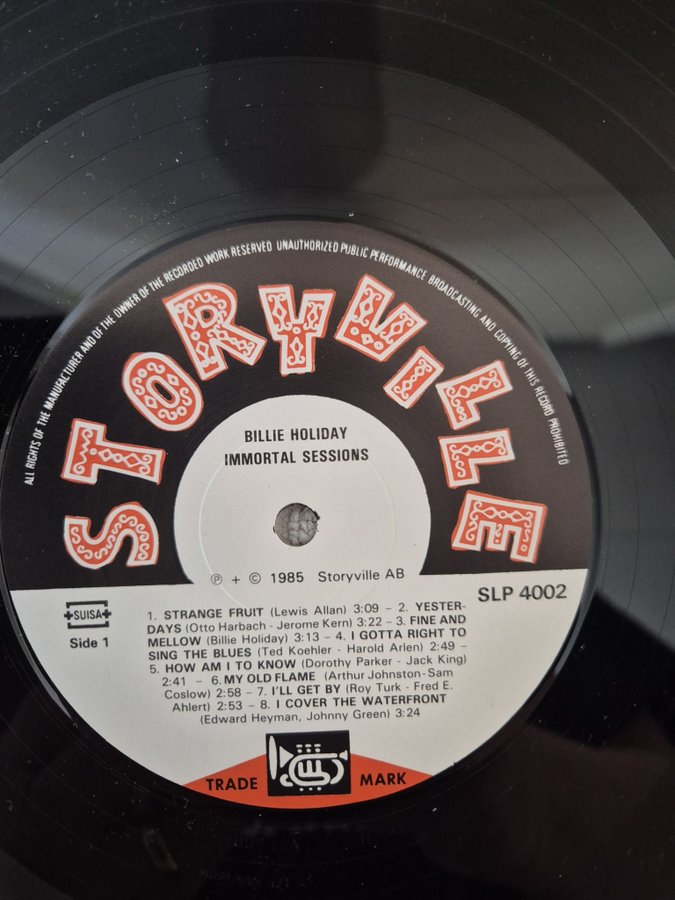 ALL RIGHTS OF THE MANUFACTURER AND OF THE OWNER OF THE RECORDED WORK RESERVED UNAUTHORIZED PUBLIC PERFORMANCE BROADCASTING AND COPYING OF THIS RECORD PROHIBITED
STORYVILLE
BILLIE HOLIDAY
IMMORTAL SESSIONS
℗ + © 1985 Storyville AB
SLP 4002
SUISA
Side 1
1. STRANGE FRUIT (Lewis Allan) 3:09 – 2. YESTER-
DAYS (Otto Harbach - Jerome Kern) 3:22 – 3. FINE AND
MELLOW (Billie Holiday) 3:13 – 4. I GOTTA RIGHT TO
SING THE BLUES (Ted Koehler - Harold Arlen) 2:49 –
5. HOW AM I TO KNOW (Dorothy Parker - Jack King)
2:41 – 6. MY OLD FLAME (Arthur Johnston-Sam
Coslow) 2:58 – 7. I'LL GET BY (Roy Turk - Fred E.
Ahlert) 2:53 – 8. I COVER THE WATERFRONT
(Edward Heyman, Johnny Green) 3:24
TRADE MARK